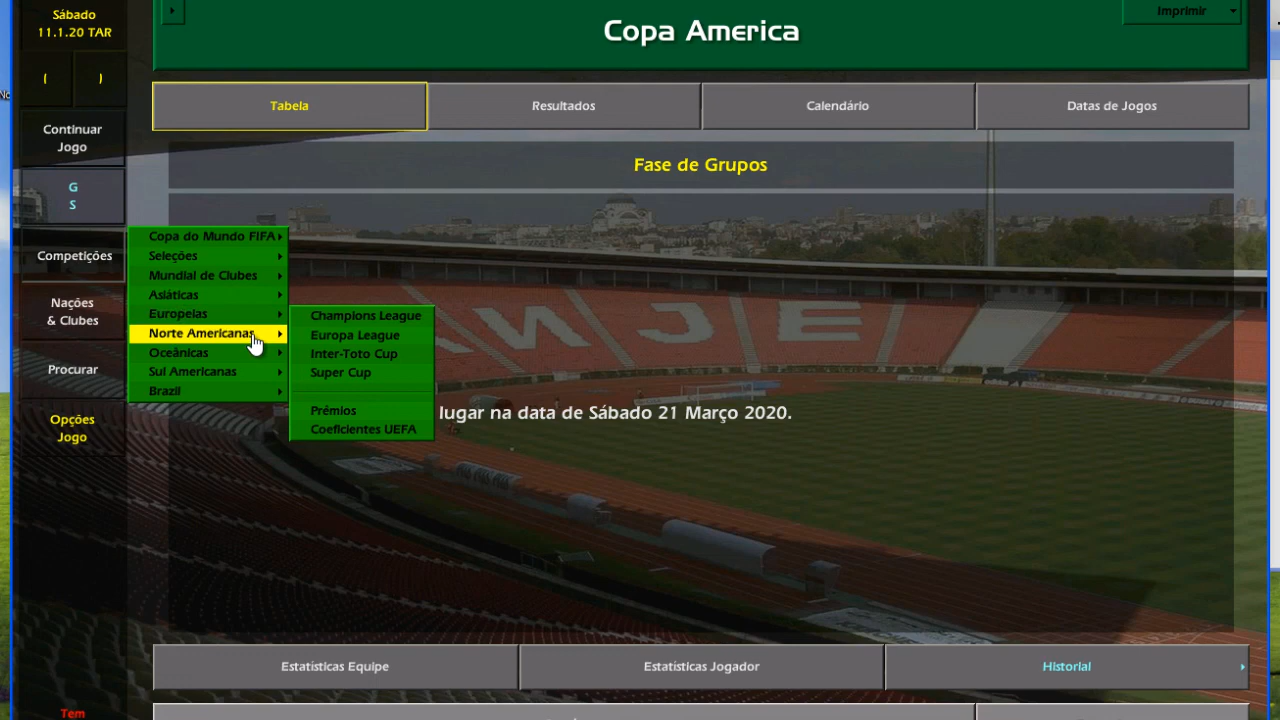 Sábado
11.1.20 TAR
Imprimir
Copa America
Tabela
Resultados
Calendário
Datas de Jogos
Continuar
Jogo
Fase de Grupos
G
S
Competições
Copa do Mundo FIFA
Seleções
Mundial de Clubes
Asiáticas
Europeias
Norte Americanas
Oceânicas
Sul Americanas
Brazil
Champions League
Europa League
Inter-Toto Cup
Super Cup
Prémios
Coeficientes UEFA
Nações
& Clubes
Procurar
lugar na data de Sábado 21 Março 2020.
Opções
Jogo
Estatísticas Equipe
Estatísticas Jogador
Historial
Tem
NJE